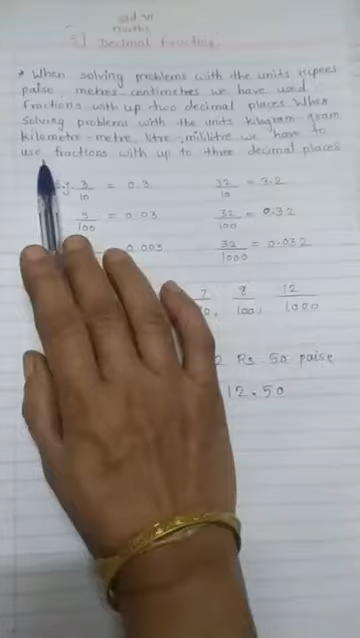 std VI
maths
5) Decimal Fraction
* When solving problems with the units rupees
paise, metres-centimetres we have used
fractions with up two decimal places When
Solving problems with the units kilogram-gram
kilometre-metre, litre, mililitre we have to
use fractions with up to three decimal places
e.g. 3/10 = 0.3 32/10 = 3.2
3/100 = 0.03 32/100 = 0.32
0.003 32/1000 = 0.032
7 8/100, 12/1000
2 Rs 50 paise
12.50